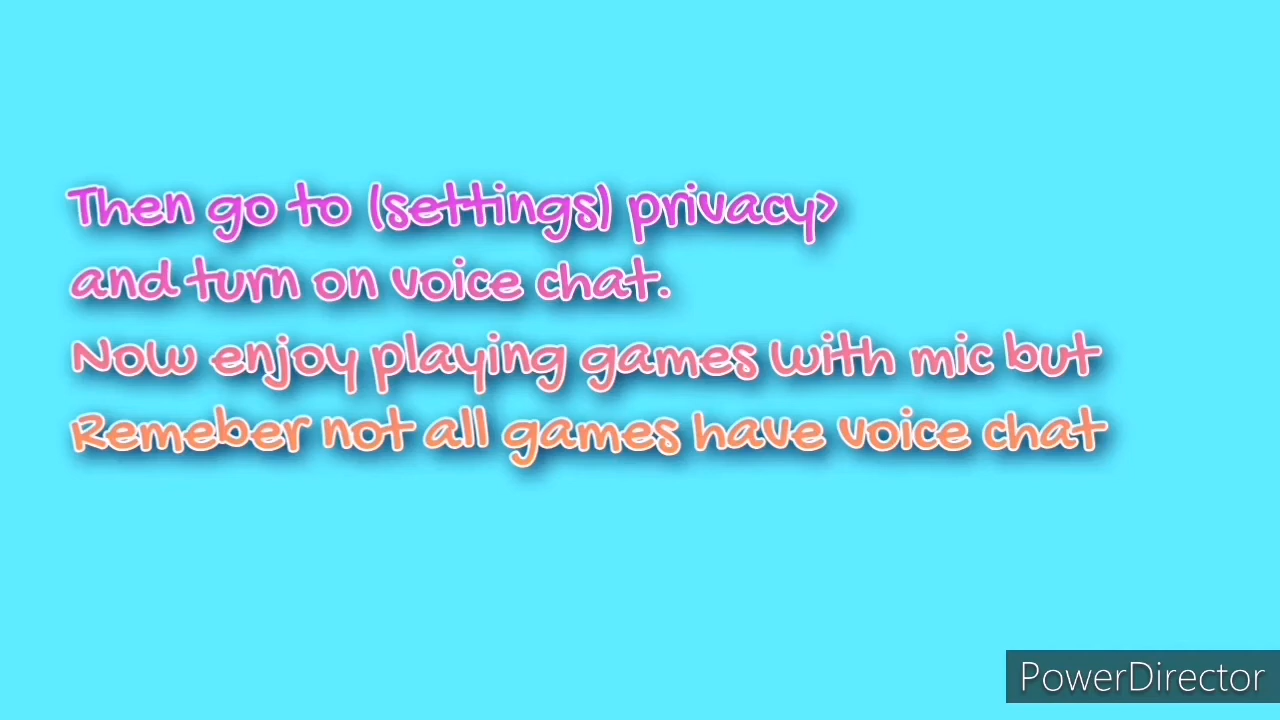 Then go to (settings) privacy>
and turn on voice chat.
Now enjoy playing games with mic but
Remeber not all games have voice chat
PowerDirector